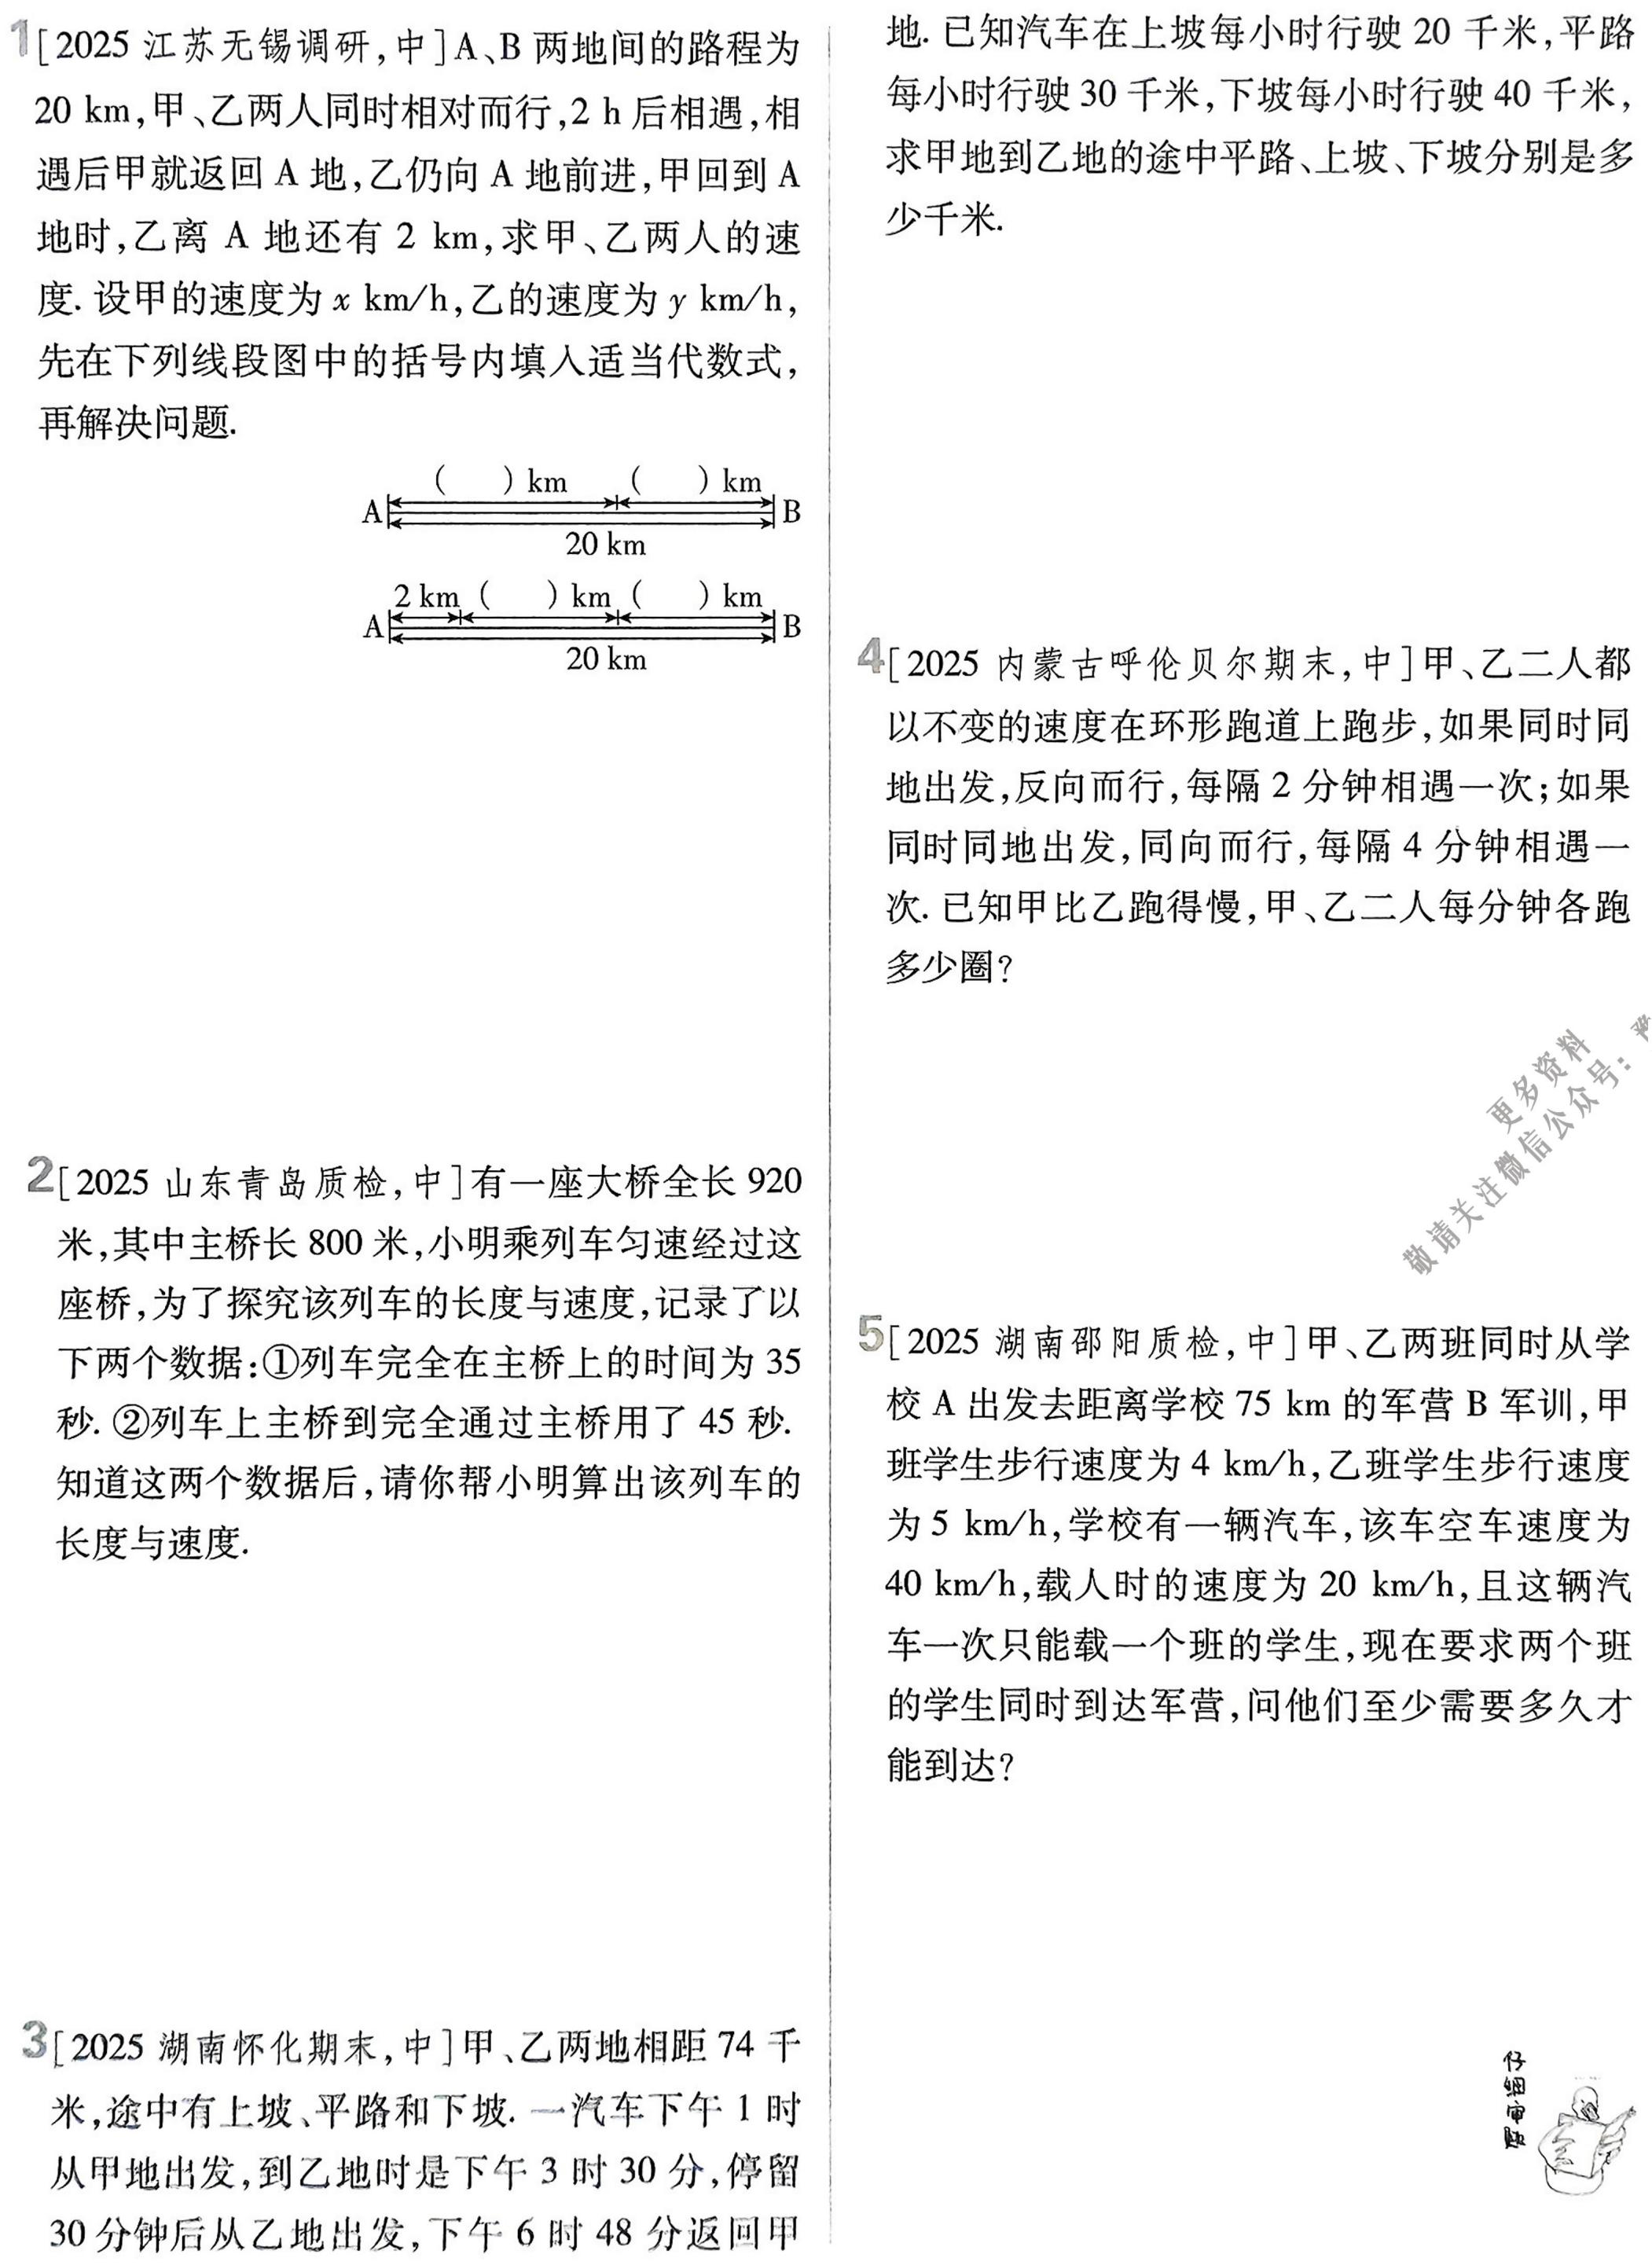 1[2025 江苏无锡调研,中]A、B 两地间的路程为
20 km,甲、乙两人同时相对而行,2 h 后相遇,相
遇后甲就返回 A 地,乙仍向 A 地前进,甲回到 A
地时,乙离 A 地还有 2 km,求甲、乙两人的速
度. 设甲的速度为 x km/h,乙的速度为 y km/h,
先在下列线段图中的括号内填入适当代数式,
再解决问题.
( ) km ( ) km
A B
20 km
2 km ( ) km ( ) km
A B
20 km
2[2025 山东青岛质检,中]有一座大桥全长 920
米,其中主桥长 800 米,小明乘列车匀速经过这
座桥,为了探究该列车的长度与速度,记录了以
下两个数据:①列车完全在主桥上的时间为 35
秒. ②列车上主桥到完全通过主桥用了 45 秒.
知道这两个数据后,请你帮小明算出该列车的
长度与速度.
3[2025 湖南怀化期末,中]甲、乙两地相距 74 千
米,途中有上坡、平路和下坡. 一汽车下午 1 时
从甲地出发,到乙地时是下午 3 时 30 分,停留
30 分钟后从乙地出发,下午 6 时 48 分返回甲
地. 已知汽车在上坡每小时行驶 20 千米,平路
每小时行驶 30 千米,下坡每小时行驶 40 千米,
求甲地到乙地的途中平路、上坡、下坡分别是多
少千米.
4[2025 内蒙古呼伦贝尔期末,中]甲、乙二人都
以不变的速度在环形跑道上跑步,如果同时同
地出发,反向而行,每隔 2 分钟相遇一次;如果
同时同地出发,同向而行,每隔 4 分钟相遇一
次. 已知甲比乙跑得慢,甲、乙二人每分钟各跑
多少圈?
更多资料
敬请关注微信公众号:
5[2025 湖南邵阳质检,中]甲、乙两班同时从学
校 A 出发去距离学校 75 km 的军营 B 军训,甲
班学生步行速度为 4 km/h,乙班学生步行速度
为 5 km/h,学校有一辆汽车,该车空车速度为
40 km/h,载人时的速度为 20 km/h,且这辆汽
车一次只能载一个班的学生,现在要求两个班
的学生同时到达军营,问他们至少需要多久才
能到达?
仔细审题